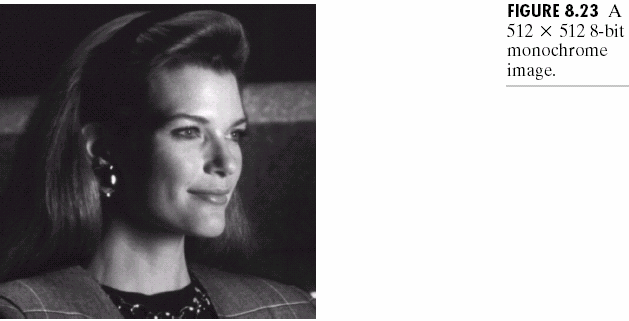 FIGURE 8.23 A
512 × 512 8-bit
monochrome
image.